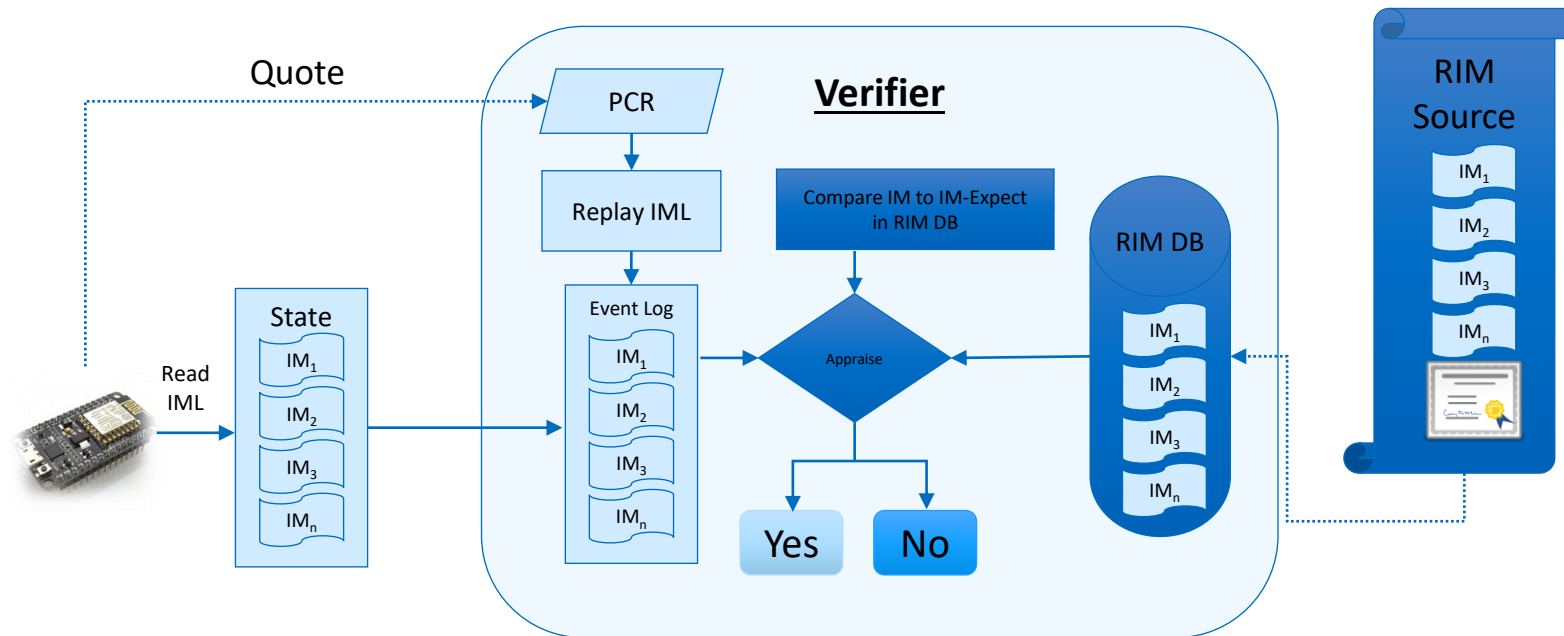 Quote
PCR
Verifier
Replay IML
Compare IM to IM-Expect
in RIM DB
RIM DB
IM1
IM2
IM3
IMn
RIM
Source
IM1
IM2
IM3
IMn
Read
IML
State
IM1
IM2
IM3
IMn
Event Log
IM1
IM2
IM3
IMn
Appraise
Yes
No